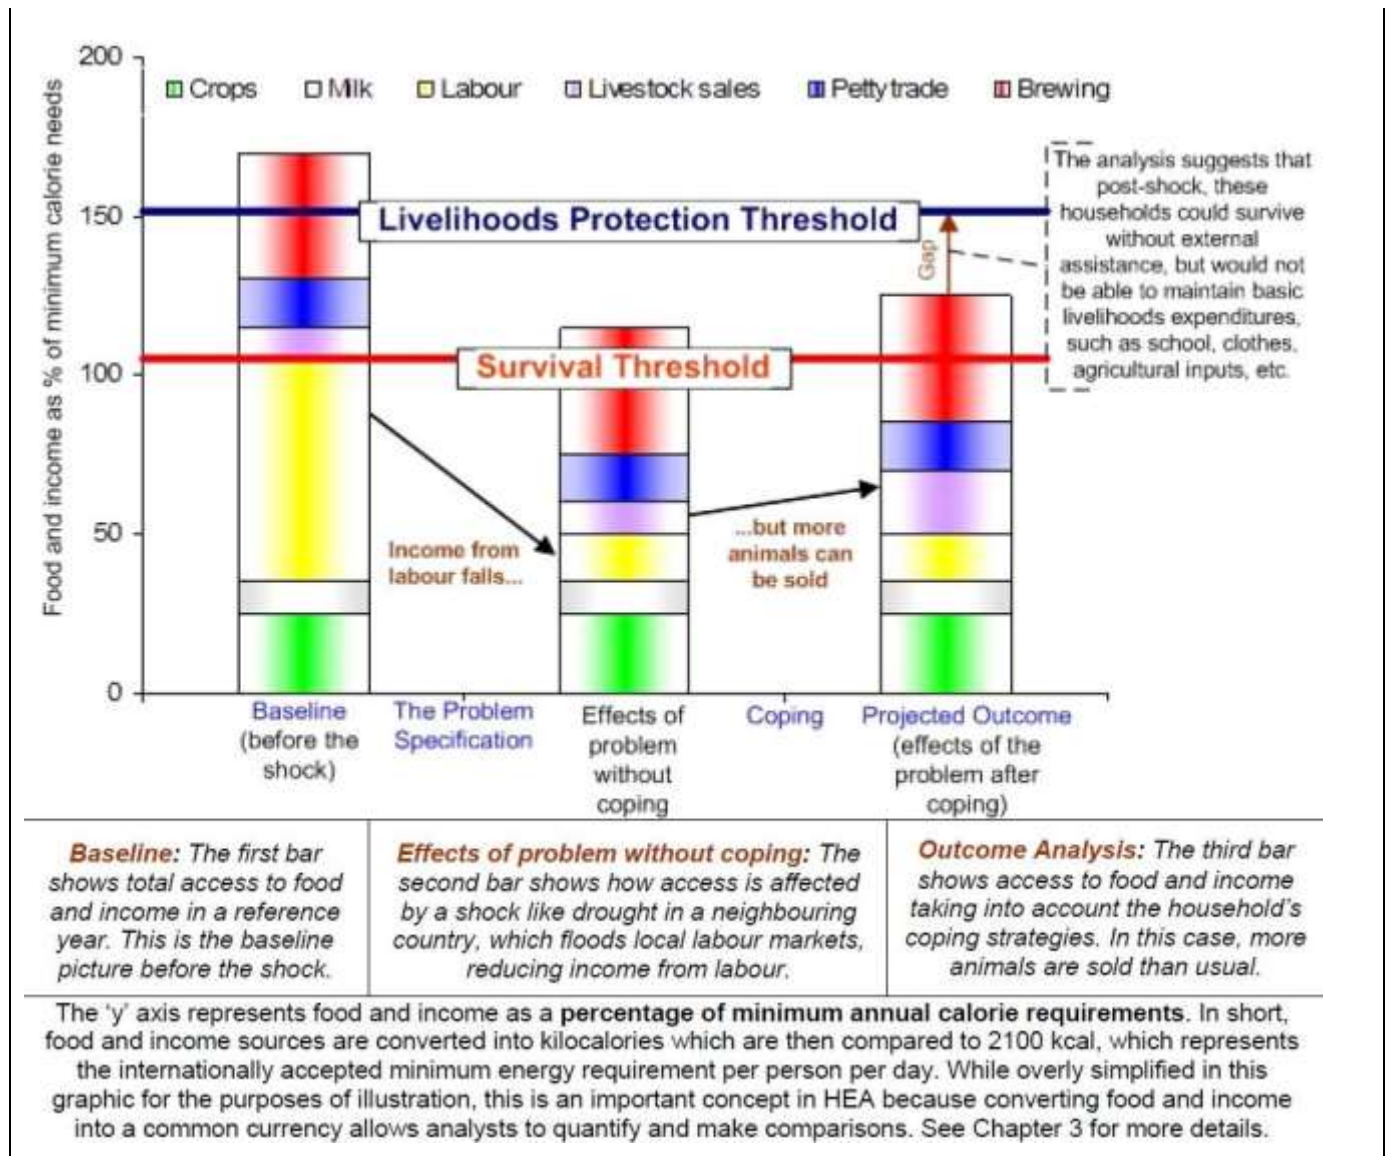 200
Crops
Milk
Labour
Livestock sales
Petty trade
Brewing
Food and income as % of minimum calorie needs
150
100
50
0
Livelihoods Protection Threshold
Survival Threshold
Gap
The analysis suggests that
post-shock, these
households could survive
without external
assistance, but would not
be able to maintain basic
livelihoods expenditures,
such as school, clothes,
agricultural inputs, etc.
Income from
labour falls...
...but more
animals can
be sold
Baseline
(before the
shock)
The Problem
Specification
Effects of
problem
without
coping
Coping
Projected Outcome
(effects of the
problem after
coping)
Baseline: The first bar
shows total access to food
and income in a reference
year. This is the baseline
picture before the shock.
Effects of problem without coping: The
second bar shows how access is affected
by a shock like drought in a neighbouring
country, which floods local labour markets,
reducing income from labour.
Outcome Analysis: The third bar
shows access to food and income
taking into account the household's
coping strategies. In this case, more
animals are sold than usual.
The 'y' axis represents food and income as a percentage of minimum annual calorie requirements. In short,
food and income sources are converted into kilocalories which are then compared to 2100 kcal, which represents
the internationally accepted minimum energy requirement per person per day. While overly simplified in this
graphic for the purposes of illustration, this is an important concept in HEA because converting food and income
into a common currency allows analysts to quantify and make comparisons. See Chapter 3 for more details.